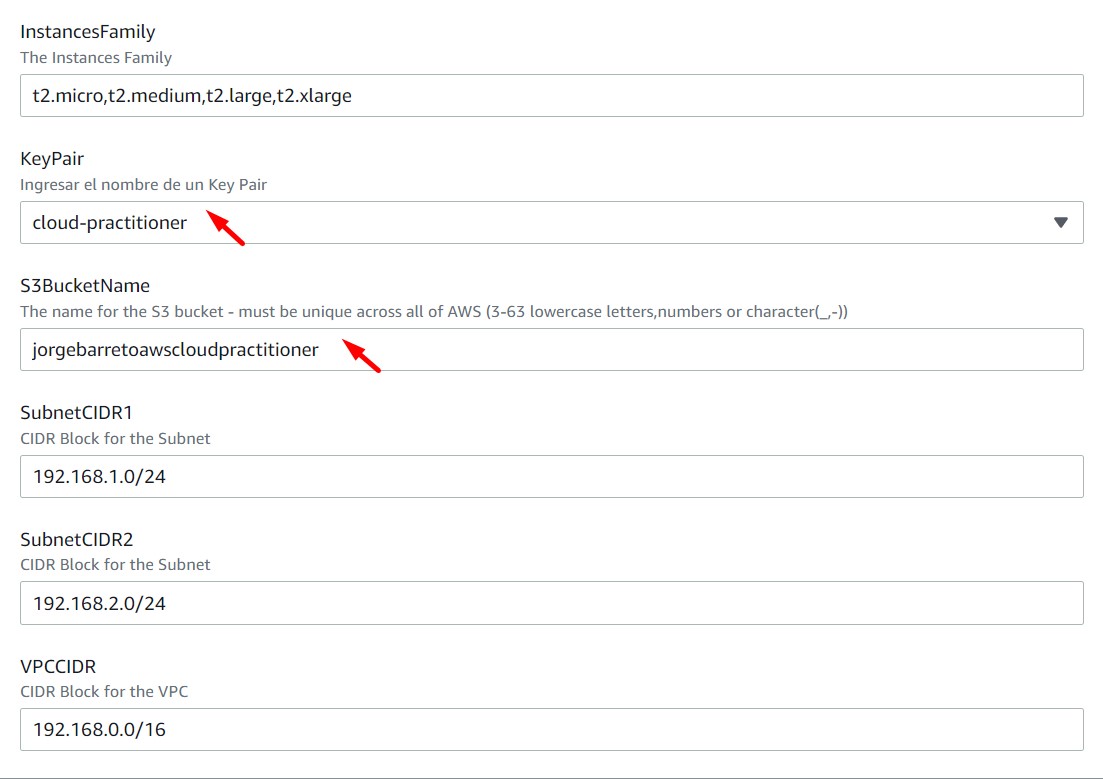 InstancesFamily
The Instances Family
t2.micro,t2.medium,t2.large,t2.xlarge
KeyPair
Ingresar el nombre de un Key Pair
cloud-practitioner
S3BucketName
The name for the S3 bucket - must be unique across all of AWS (3-63 lowercase letters,numbers or character(_,-))
jorgebarretoawscloudpractitioner
SubnetCIDR1
CIDR Block for the Subnet
192.168.1.0/24
SubnetCIDR2
CIDR Block for the Subnet
192.168.2.0/24
VPCCIDR
CIDR Block for the VPC
192.168.0.0/16